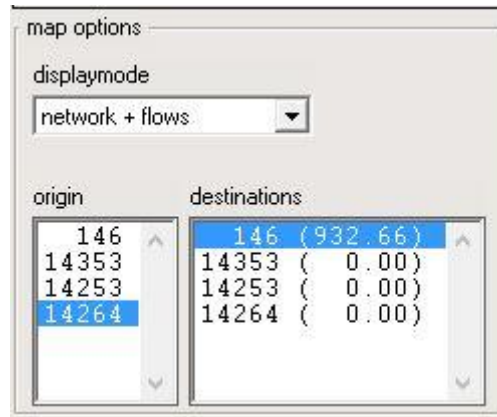 map options
displaymode
network + flows
origin destinations
146 146 (932.66)
14353 14353 ( 0.00)
14253 14253 ( 0.00)
14264 14264 ( 0.00)